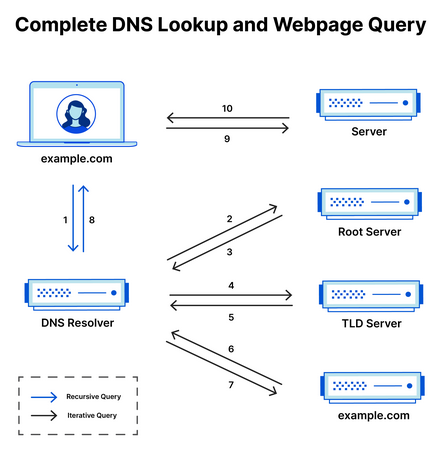 Complete DNS Lookup and Webpage Query
10
9
Server
example.com
1
8
2
3
Root Server
4
5
DNS Resolver
TLD Server
6
7
example.com
Recursive Query
Iterative Query